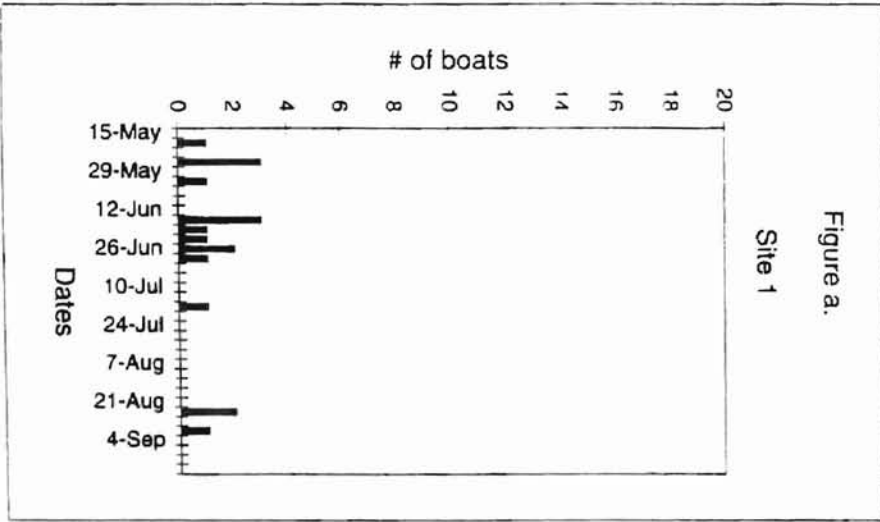 Figure a.
Site 1
# of boats
20
18
16
14
12
10
8
6
4
2
0
15-May
29-May
12-Jun
26-Jun
10-Jul
24-Jul
7-Aug
21-Aug
4-Sep
Dates